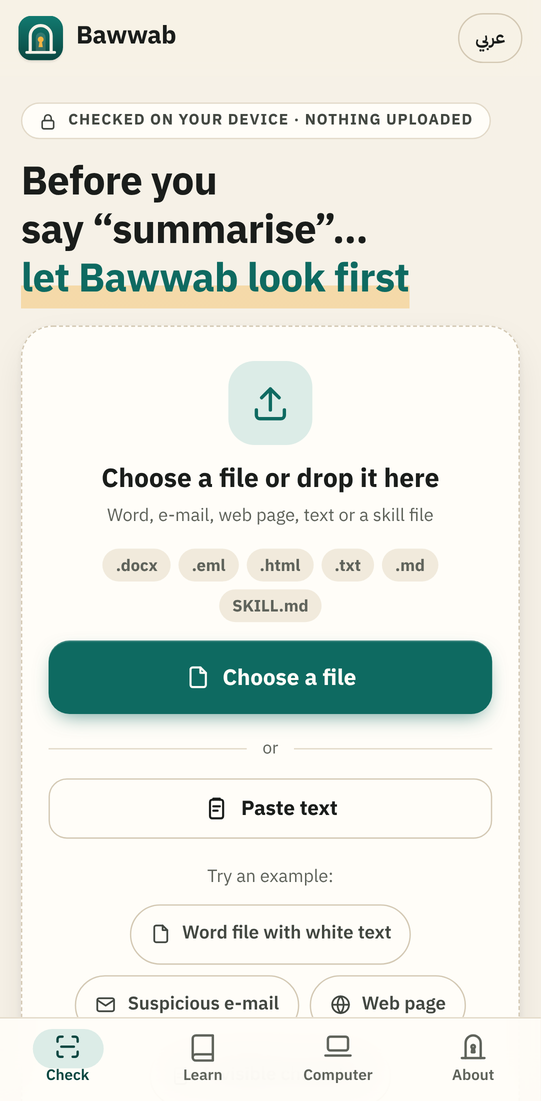 Bawwab
عربي
CHECKED ON YOUR DEVICE · NOTHING UPLOADED
Before you
say “summarise”...
let Bawwab look first
Choose a file or drop it here
Word, e-mail, web page, text or a skill file
.docx .eml .html .txt .md
SKILL.md
Choose a file
or
Paste text
Try an example:
Word file with white text
Suspicious e-mail Web page
Check Learn Computer About